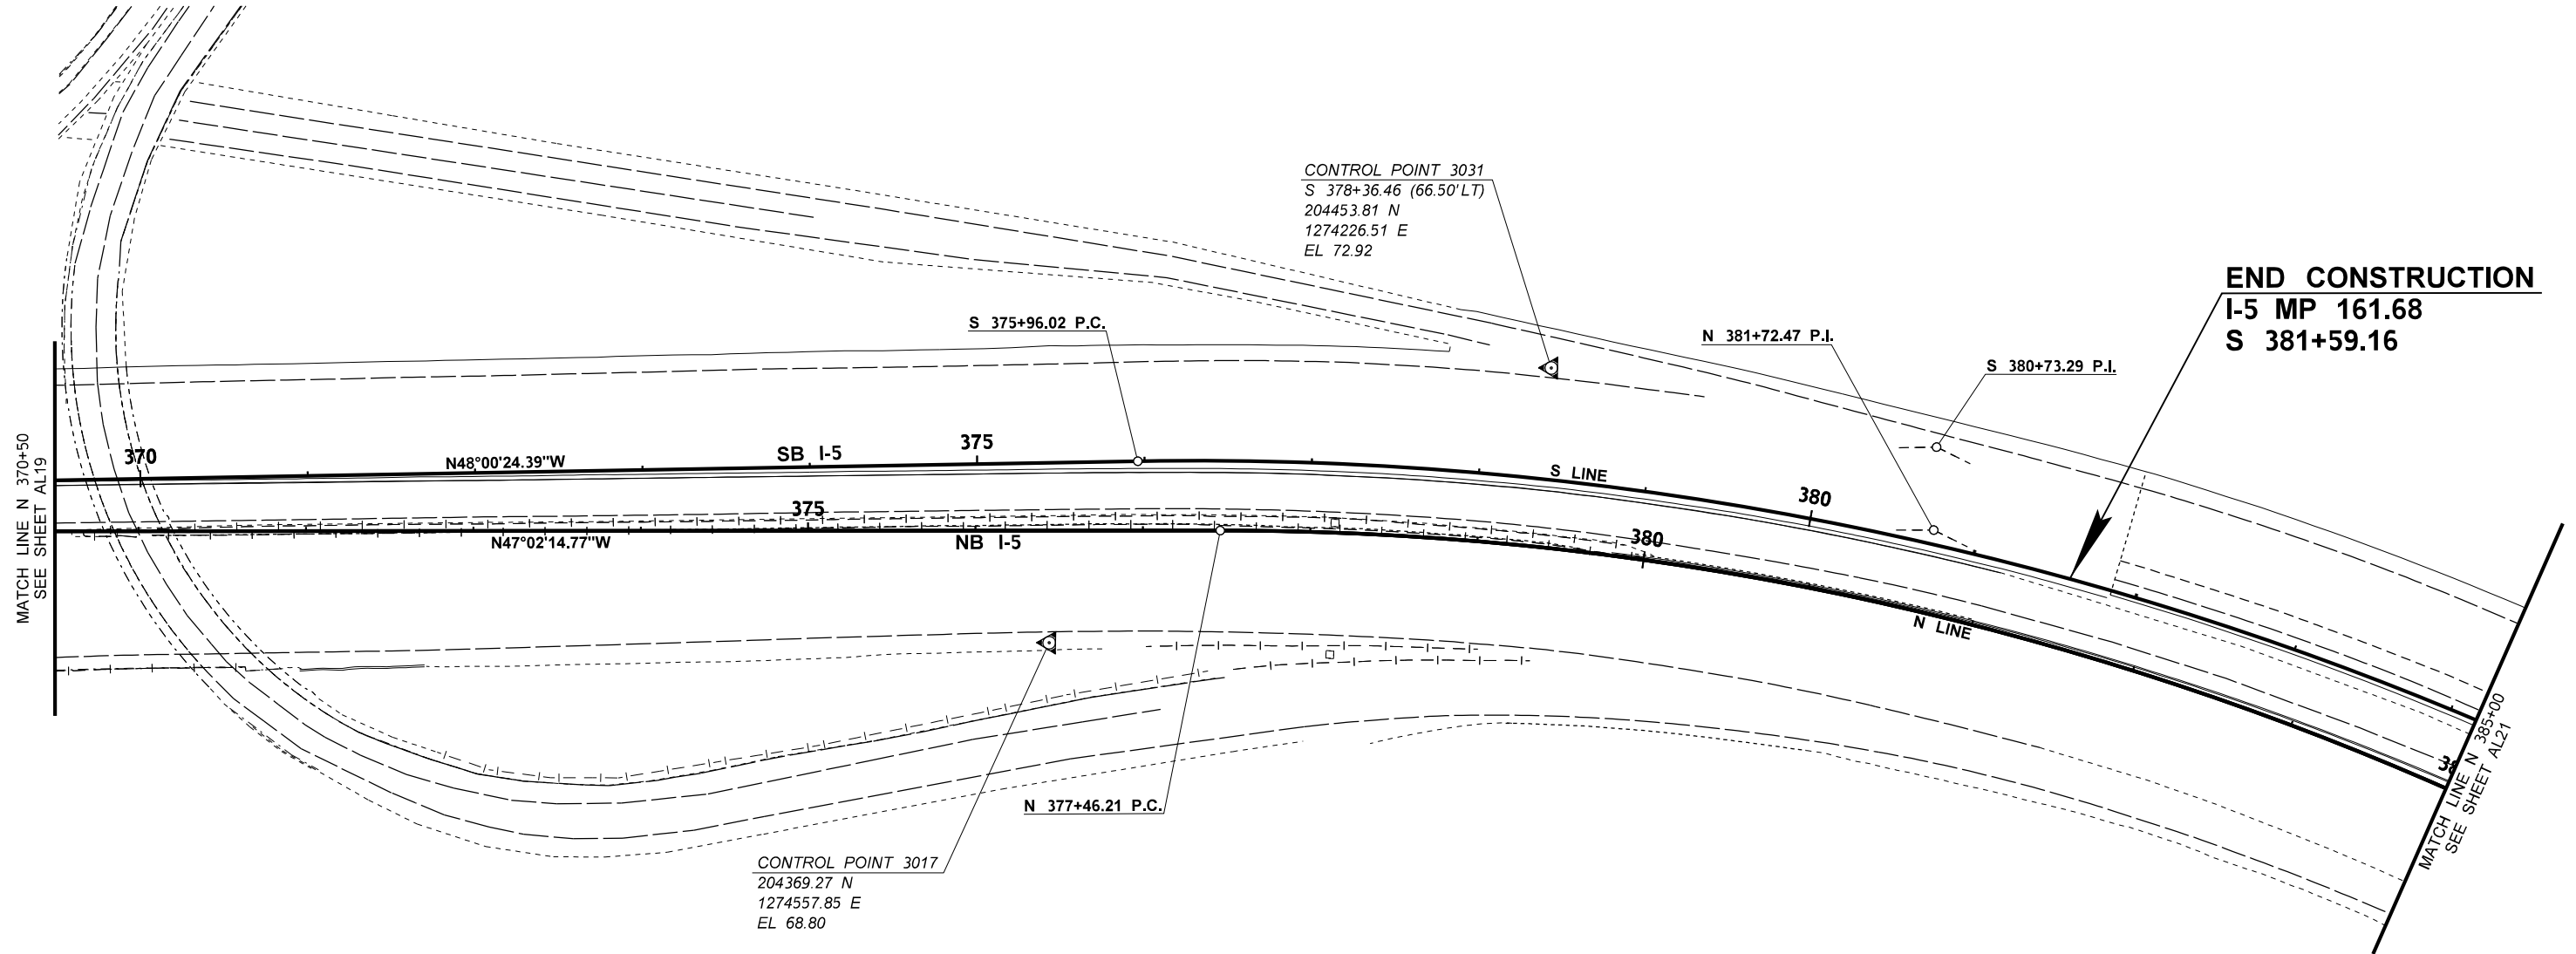 CONTROL POINT 3031
S 378+36.46 (66.50' LT)
204453.81 N
1274226.51 E
EL 72.92
END CONSTRUCTION
I-5 MP 161.68
S 381+59.16
S 375+96.02 P.C.
N 381+72.47 P.I.
S 380+73.29 P.I.
MATCH LINE N 370+50
SEE SHEET AL19
370
N48°00'24.39"W
SB I-5
375
S LINE
380
375
N47°02'14.77"W
NB I-5
380
N LINE
N 377+46.21 P.C.
CONTROL POINT 3017
204369.27 N
1274557.85 E
EL 68.80
MATCH LINE N 385+00
SEE SHEET AL21